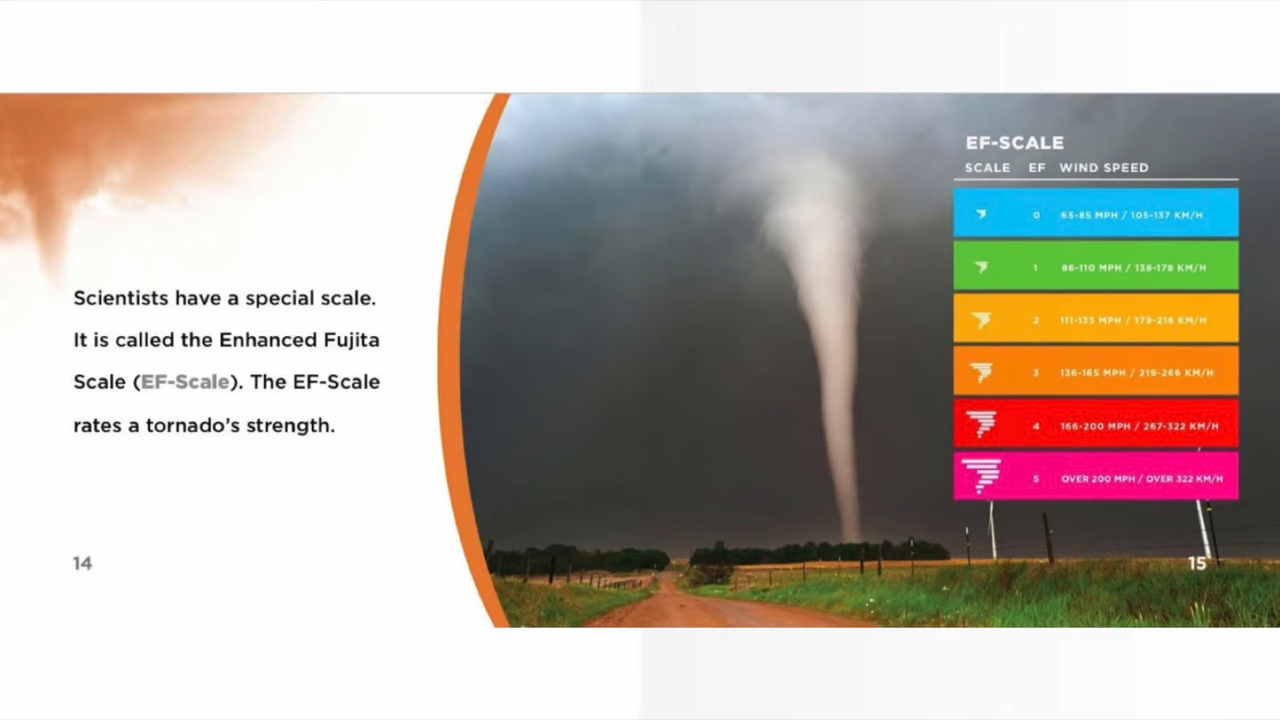 Scientists have a special scale.
It is called the Enhanced Fujita
Scale (EF-Scale). The EF-Scale
rates a tornado’s strength.
14
EF-SCALE
SCALE EF WIND SPEED
0 65-85 MPH / 105-137 KM/H
1 86-110 MPH / 138-178 KM/H
2 111-135 MPH / 179-218 KM/H
3 136-165 MPH / 219-266 KM/H
4 166-200 MPH / 267-322 KM/H
5 OVER 200 MPH / OVER 322 KM/H
15